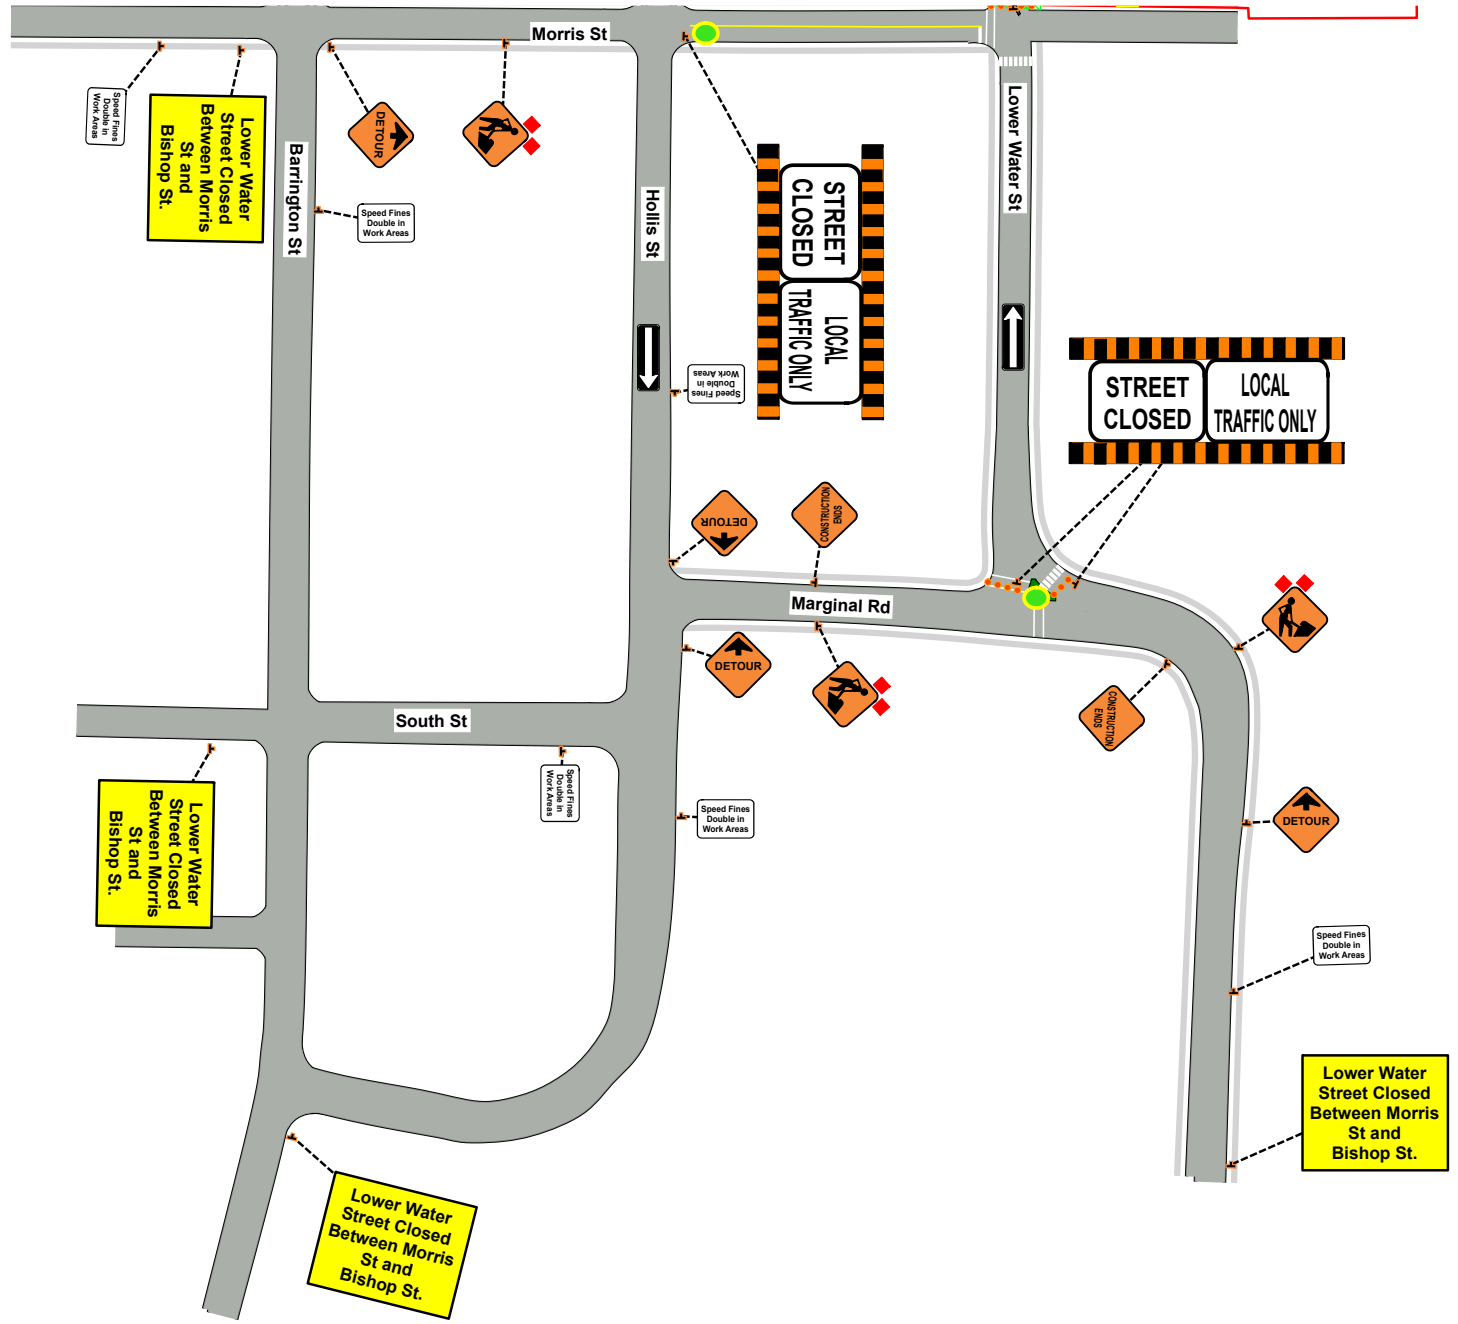 Morris St
Speed Fines
Double in
Work Areas
Lower Water
Street Closed
Between Morris
St and
Bishop St.
DETOUR
Barrington St
Speed Fines
Double in
Work Areas
Hollis St
STREET
CLOSED
LOCAL
TRAFFIC ONLY
Lower Water St
Speed Fines
Double in
Work Areas
STREET
CLOSED
LOCAL
TRAFFIC ONLY
DETOUR
CONSTRUCTION
ENDS
Marginal Rd
DETOUR
CONSTRUCTION
ENDS
South St
Speed Fines
Double in
Work Areas
Lower Water
Street Closed
Between Morris
St and
Bishop St.
Speed Fines
Double in
Work Areas
DETOUR
Speed Fines
Double in
Work Areas
Lower Water
Street Closed
Between Morris
St and
Bishop St.
Lower Water
Street Closed
Between Morris
St and
Bishop St.